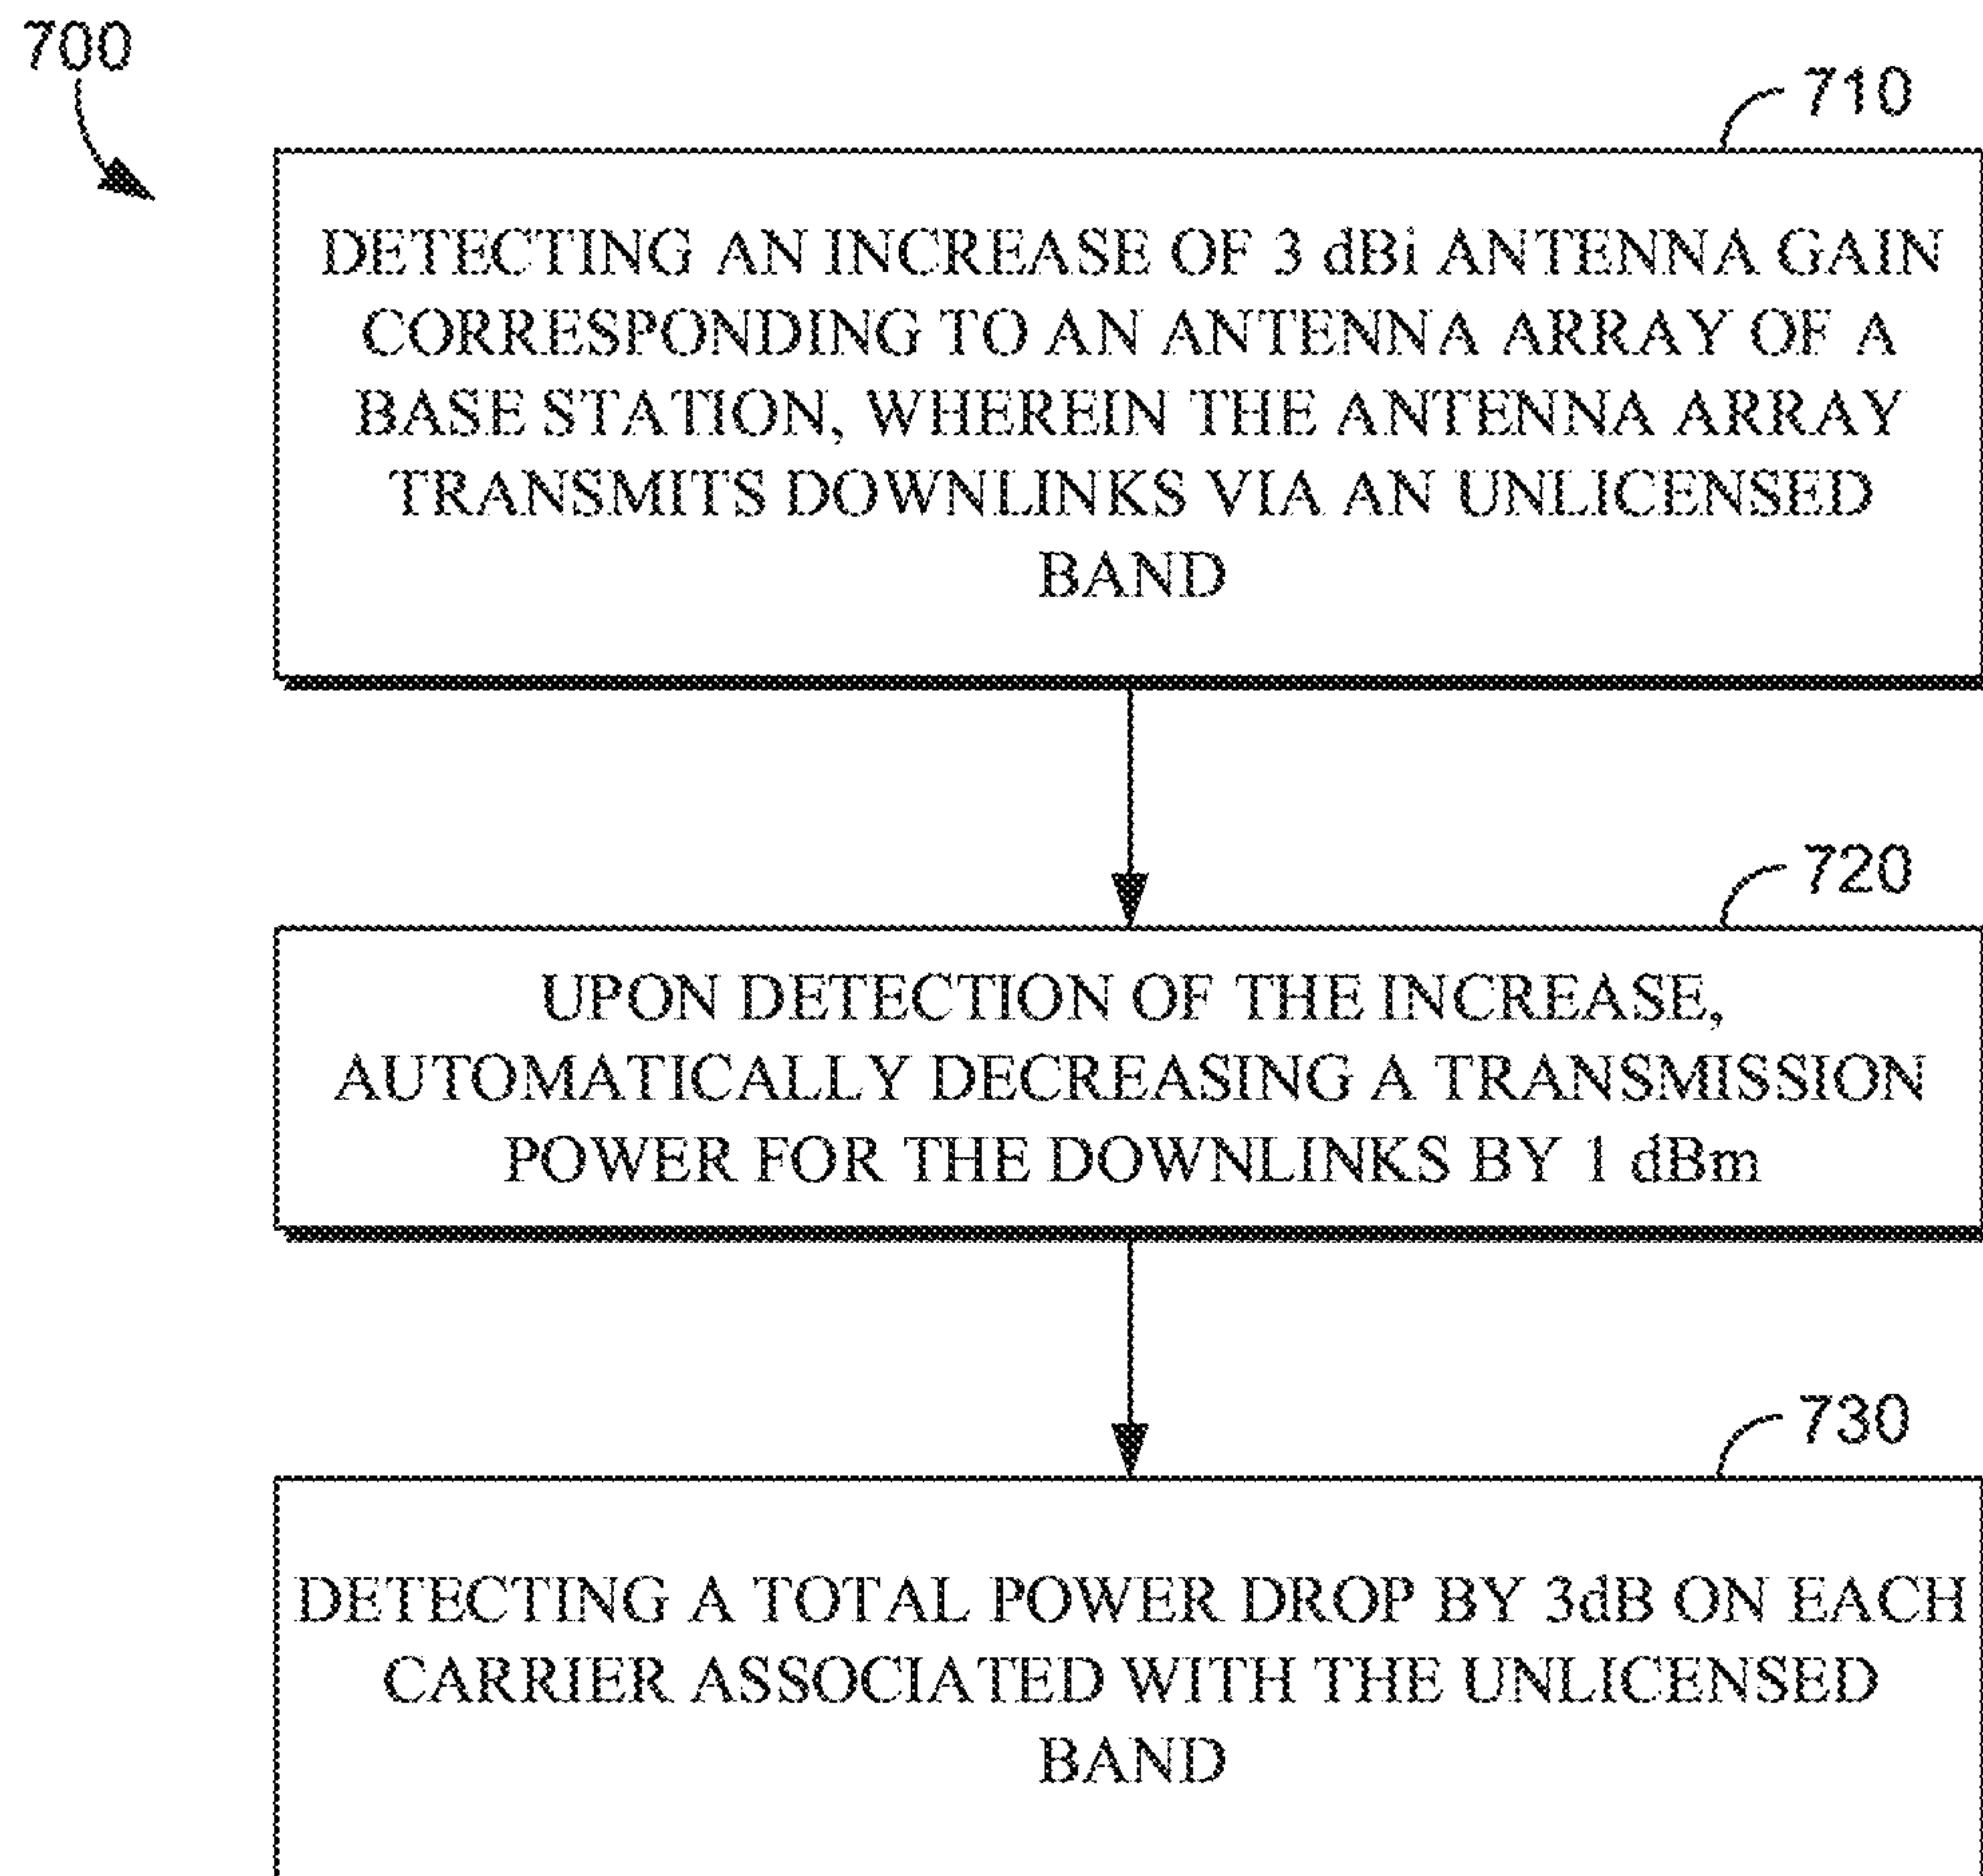 700
710
DETECTING AN INCREASE OF 3 dBi ANTENNA GAIN
CORRESPONDING TO AN ANTENNA ARRAY OF A
BASE STATION, WHEREIN THE ANTENNA ARRAY
TRANSMITS DOWNLINKS VIA AN UNLICENSED
BAND
720
UPON DETECTION OF THE INCREASE,
AUTOMATICALLY DECREASING A TRANSMISSION
POWER FOR THE DOWNLINKS BY 1 dBm
730
DETECTING A TOTAL POWER DROP BY 3dB ON EACH
CARRIER ASSOCIATED WITH THE UNLICENSED
BAND